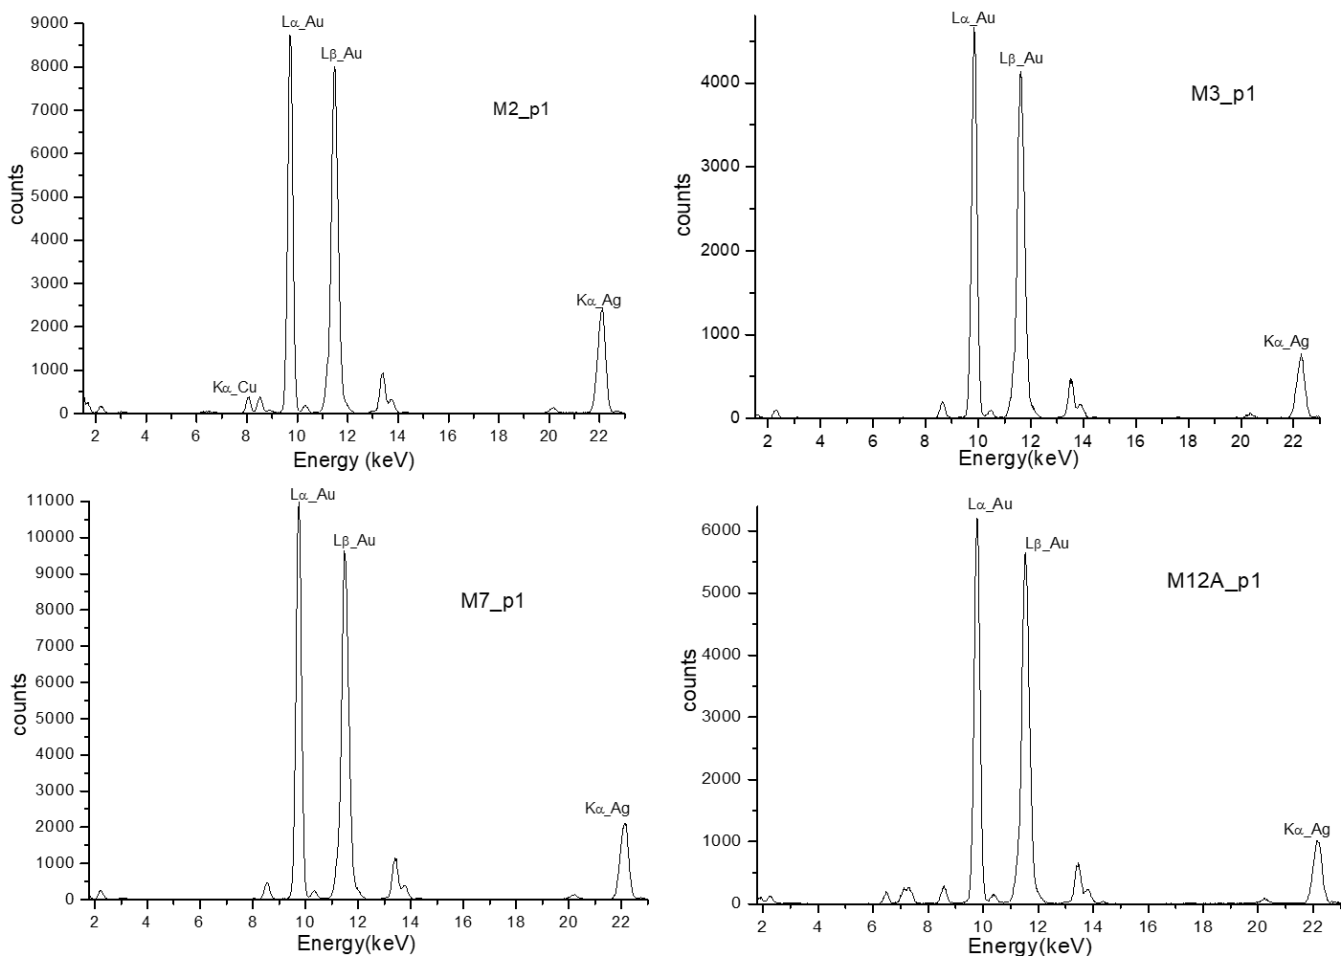 9000
8000
7000
6000
5000
4000
3000
2000
1000
0
counts
Lα_Au
Lβ_Au
M2_p1
Kα_Cu
Kα_Ag
2 4 6 8 10 12 14 16 18 20 22
Energy (keV)
4000
3000
2000
1000
0
counts
Lα_Au
Lβ_Au
M3_p1
Kα_Ag
2 4 6 8 10 12 14 16 18 20 22
Energy(keV)
11000
10000
9000
8000
7000
6000
5000
4000
3000
2000
1000
0
counts
Lα_Au
Lβ_Au
M7_p1
Kα_Ag
2 4 6 8 10 12 14 16 18 20 22
Energy(keV)
6000
5000
4000
3000
2000
1000
0
counts
Lα_Au
Lβ_Au
M12A_p1
Kα_Ag
2 4 6 8 10 12 14 16 18 20 22
Energy(keV)